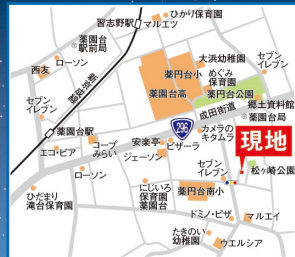 ひかり保育園
習志野駅
マルエツ
薬園台
駅前局
西友
ローソン
新京成線
大浜幼稚園
薬円台小
めぐみ
保育園
セブン
イレブン
薬園台高
薬円台公園
郷土資料館
薬園台局
成田街道
296
セブン
イレブン
薬園台駅
安楽亭
ピザーラ
カメラの
キタムラ
現地
エコ・ピア
コープ
みらい
ジェーソン
セブン
イレブン
松ヶ崎公園
ローソン
にじいろ
保育園
薬園台
薬円台南小
ひだまり
滝台保育園
ドミノ・ピザ
マルエイ
たきのい
幼稚園
ウエルシア